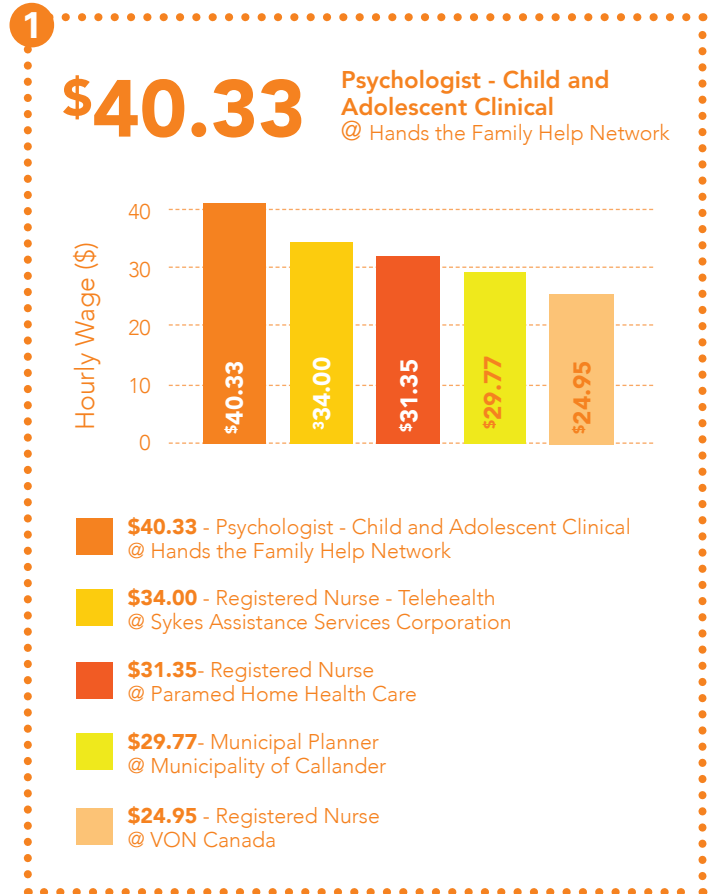 1
$40.33
Psychologist - Child and
Adolescent Clinical
@ Hands the Family Help Network
Hourly Wage ($)
40
30
20
10
0
$40.33
334.00
$31.35
$29.77
$24.95
$40.33 - Psychologist - Child and Adolescent Clinical
@ Hands the Family Help Network
$34.00 - Registered Nurse - Telehealth
@ Sykes Assistance Services Corporation
$31.35- Registered Nurse
@ Paramed Home Health Care
$29.77- Municipal Planner
@ Municipality of Callander
$24.95 - Registered Nurse
@ VON Canada